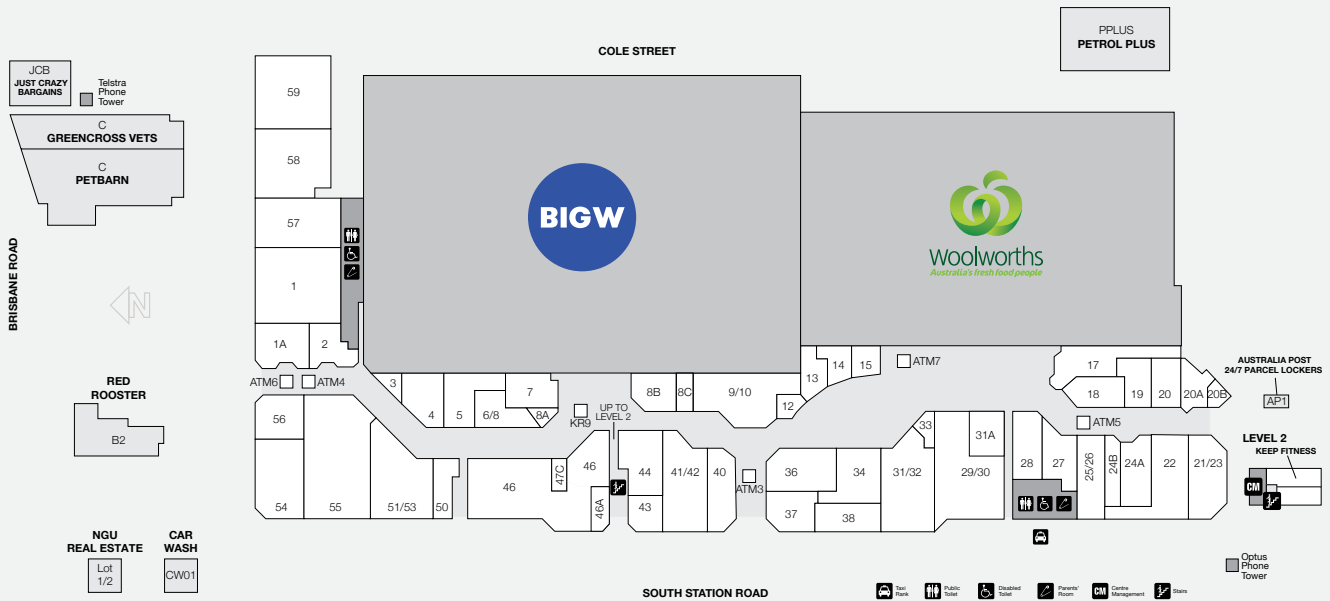 COLE STREET
PPLUS
PETROL PLUS
JCB
JUST CRAZY
BARGAINS
Telstra
Phone
Tower
C
GREENCROSS VETS
C
PETBARN
BRISBANE ROAD
N
59
58
57
1
1A
2
BIGW
Woolworths
Australia's fresh food people
ATM6
ATM4
3
4
5
6/8
7
8A
KR9
UP TO
LEVEL 2
8B
8C
9/10
12
13
14
15
ATM7
17
18
19
20
20A
20B
ATM5
AUSTRALIA POST
24/7 PARCEL LOCKERS
AP1
RED
ROOSTER
B2
56
54
55
51/53
50
46
47C
46
46A
44
43
41/42
40
ATM3
36
37
34
38
31/32
33
29/30
31A
28
27
25/26
24B
24A
22
21/23
LEVEL 2
KEEP FITNESS
CM
NGU
REAL ESTATE
Lot
1/2
CAR
WASH
CW01
Optus
Phone
Tower
SOUTH STATION ROAD
Taxi
Rank
Public
Toilet
Disabled
Toilet
Parents'
Room
CM
Centre
Management
Stairs